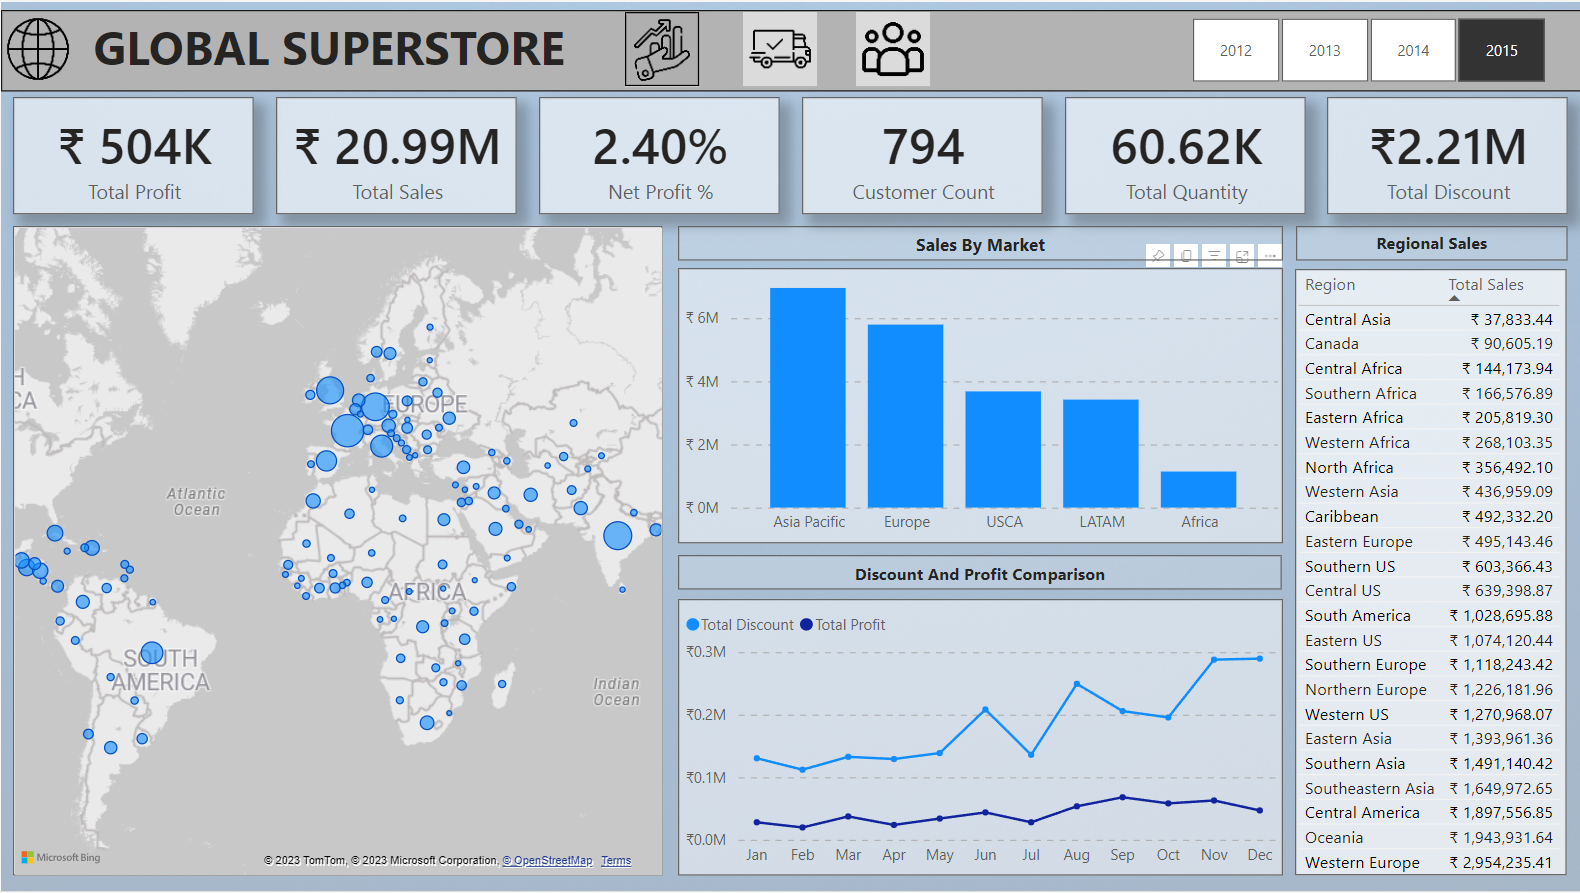 GLOBAL SUPERSTORE
2012 2013 2014 2015
₹ 504K
Total Profit
₹ 20.99M
Total Sales
2.40%
Net Profit %
794
Customer Count
60.62K
Total Quantity
₹2.21M
Total Discount
EUROPE
Atlantic
Ocean
AFRICA
SOUTH
AMERICA
Indian
Ocean
Microsoft Bing
© 2023 TomTom, © 2023 Microsoft Corporation, © OpenStreetMap Terms
Sales By Market
₹ 6M
₹ 4M
₹ 2M
₹ 0M
Asia Pacific Europe USCA LATAM Africa
Discount And Profit Comparison
Total Discount Total Profit
₹0.3M
₹0.2M
₹0.1M
₹0.0M
Jan Feb Mar Apr May Jun Jul Aug Sep Oct Nov Dec
Regional Sales
Region Total Sales
Central Asia ₹ 37,833.44
Canada ₹ 90,605.19
Central Africa ₹ 144,173.94
Southern Africa ₹ 166,576.89
Eastern Africa ₹ 205,819.30
Western Africa ₹ 268,103.35
North Africa ₹ 356,492.10
Western Asia ₹ 436,959.09
Caribbean ₹ 492,332.20
Eastern Europe ₹ 495,143.46
Southern US ₹ 603,366.43
Central US ₹ 639,398.87
South America ₹ 1,028,695.88
Eastern US ₹ 1,074,120.44
Southern Europe ₹ 1,118,243.42
Northern Europe ₹ 1,226,181.96
Western US ₹ 1,270,968.07
Eastern Asia ₹ 1,393,961.36
Southern Asia ₹ 1,491,140.42
Southeastern Asia ₹ 1,649,972.65
Central America ₹ 1,897,556.85
Oceania ₹ 1,943,931.64
Western Europe ₹ 2,954,235.41